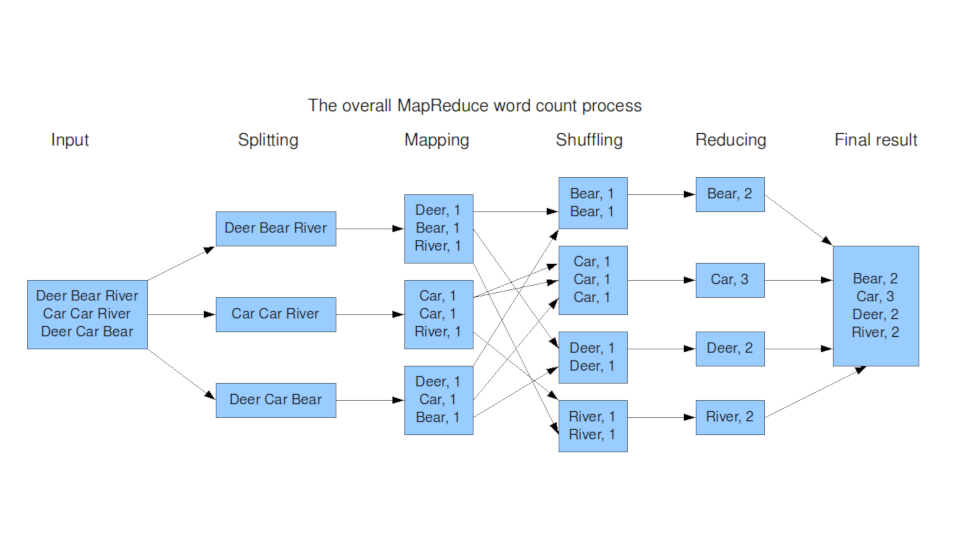 The overall MapReduce word count process
Input
Splitting
Mapping
Shuffling
Reducing
Final result
Deer Bear River
Car Car River
Deer Car Bear
Deer Bear River
Car Car River
Deer Car Bear
Deer, 1
Bear, 1
River, 1
Car, 1
Car, 1
River, 1
Deer, 1
Car, 1
Bear, 1
Bear, 1
Bear, 1
Car, 1
Car, 1
Car, 1
Deer, 1
Deer, 1
River, 1
River, 1
Bear, 2
Car, 3
Deer, 2
River, 2
Bear, 2
Car, 3
Deer, 2
River, 2